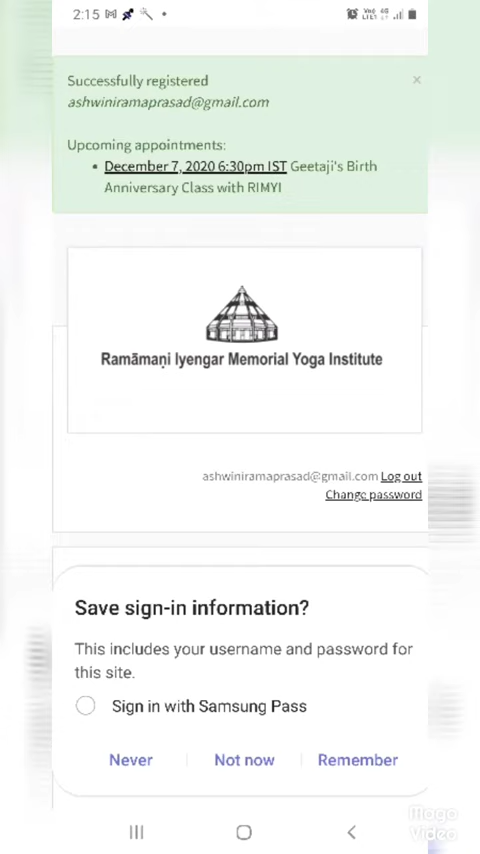 2:15
Successfully registered
ashwiniramaprasad@gmail.com
Upcoming appointments:
• December 7, 2020 6:30pm IST Geetaji's Birth
Anniversary Class with RIMYI
Ramāmaṇi Iyengar Memorial Yoga Institute
ashwiniramaprasad@gmail.com Log out
Change password
Save sign-in information?
This includes your username and password for
this site.
Sign in with Samsung Pass
Never Not now Remember
Mogo
Video